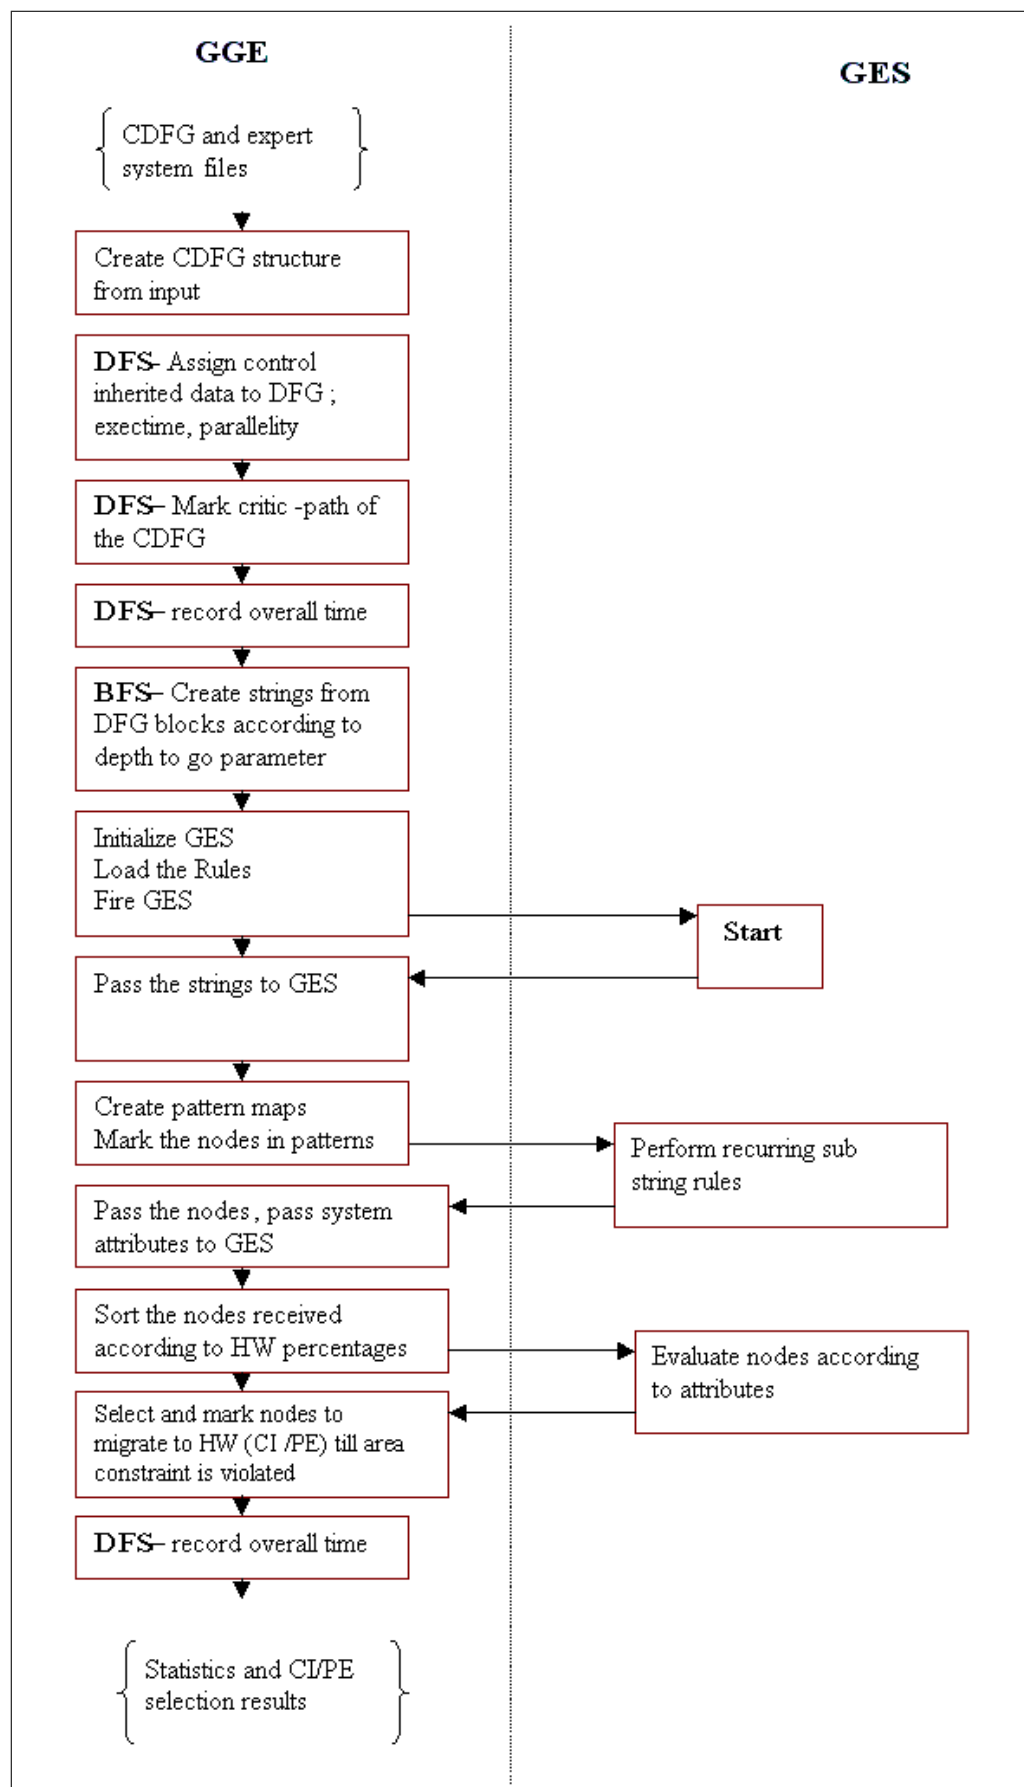 GGE
GES
CDFG and expert
system files
Create CDFG structure
from input
DFS– Assign control
inherited data to DFG ;
exectime, parallelity
DFS– Mark critic -path of
the CDFG
DFS– record overall time
BFS– Create strings from
DFG blocks according to
depth to go parameter
Initialize GES
Load the Rules
Fire GES
Start
Pass the strings to GES
Create pattern maps
Mark the nodes in patterns
Perform recurring sub
string rules
Pass the nodes , pass system
attributes to GES
Sort the nodes received
according to HW percentages
Evaluate nodes according
to attributes
Select and mark nodes to
migrate to HW (CI /PE) till area
constraint is violated
DFS– record overall time
Statistics and CI/PE
selection results